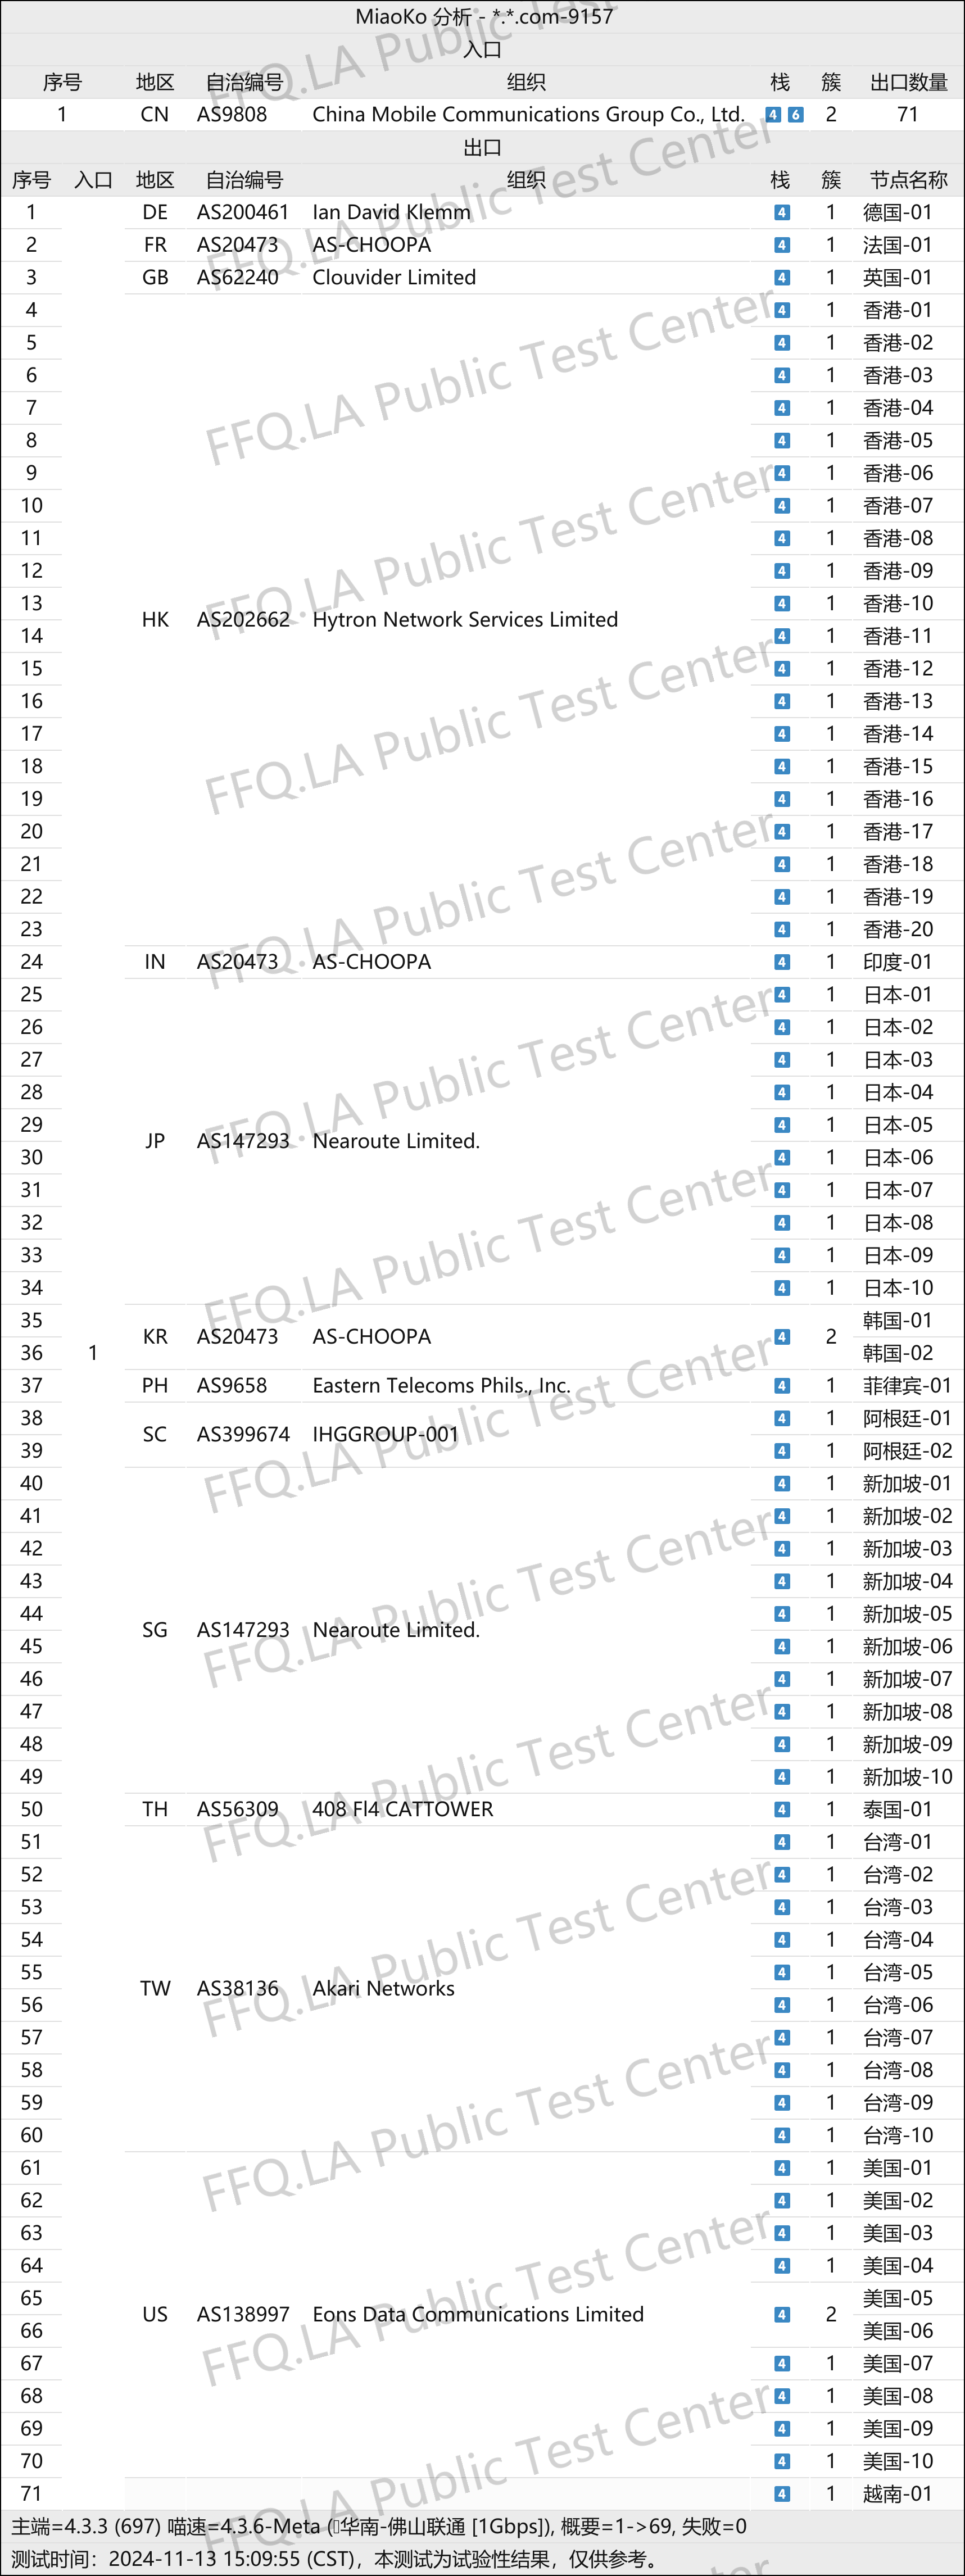 MiaoKo 分析 - *.*.com-9157
入口
序号 地区 自治编号 组织 栈 簇 出口数量
1 CN AS9808 China Mobile Communications Group Co., Ltd. 4 6 2 71
出口
序号 入口 地区 自治编号 组织 栈 簇 节点名称
1 DE AS200461 Ian David Klemm 4 1 德国-01
2 FR AS20473 AS-CHOOPA 4 1 法国-01
3 GB AS62240 Clouvider Limited 4 1 英国-01
4 4 1 香港-01
5 4 1 香港-02
6 4 1 香港-03
7 4 1 香港-04
8 4 1 香港-05
9 4 1 香港-06
10 4 1 香港-07
11 4 1 香港-08
12 4 1 香港-09
13 4 1 香港-10
HK AS202662 Hytron Network Services Limited
14 4 1 香港-11
15 4 1 香港-12
16 4 1 香港-13
17 4 1 香港-14
18 4 1 香港-15
19 4 1 香港-16
20 4 1 香港-17
21 4 1 香港-18
22 4 1 香港-19
23 4 1 香港-20
24 IN AS20473 AS-CHOOPA 4 1 印度-01
25 4 1 日本-01
26 4 1 日本-02
27 4 1 日本-03
28 4 1 日本-04
29 4 1 日本-05
JP AS147293 Nearoute Limited.
30 4 1 日本-06
31 4 1 日本-07
32 4 1 日本-08
33 4 1 日本-09
34 4 1 日本-10
35 韩国-01
KR AS20473 AS-CHOOPA 4 2
36 1 韩国-02
37 PH AS9658 Eastern Telecoms Phils., Inc. 4 1 菲律宾-01
38 4 1 阿根廷-01
SC AS399674 IHGGROUP-001
39 4 1 阿根廷-02
40 4 1 新加坡-01
41 4 1 新加坡-02
42 4 1 新加坡-03
43 4 1 新加坡-04
44 4 1 新加坡-05
SG AS147293 Nearoute Limited.
45 4 1 新加坡-06
46 4 1 新加坡-07
47 4 1 新加坡-08
48 4 1 新加坡-09
49 4 1 新加坡-10
50 TH AS56309 408 Fl4 CATTOWER 4 1 泰国-01
51 4 1 台湾-01
52 4 1 台湾-02
53 4 1 台湾-03
54 4 1 台湾-04
55 4 1 台湾-05
TW AS38136 Akari Networks
56 4 1 台湾-06
57 4 1 台湾-07
58 4 1 台湾-08
59 4 1 台湾-09
60 4 1 台湾-10
61 4 1 美国-01
62 4 1 美国-02
63 4 1 美国-03
64 4 1 美国-04
65 美国-05
US AS138997 Eons Data Communications Limited 4 2
66 美国-06
67 4 1 美国-07
68 4 1 美国-08
69 4 1 美国-09
70 4 1 美国-10
71 4 1 越南-01
主端=4.3.3 (697) 喵速=4.3.6-Meta (华南-佛山联通 [1Gbps]), 概要=1->69, 失败=0
测试时间：2024-11-13 15:09:55 (CST)，本测试为试验性结果，仅供参考。
FFQ.LA Public Test Center